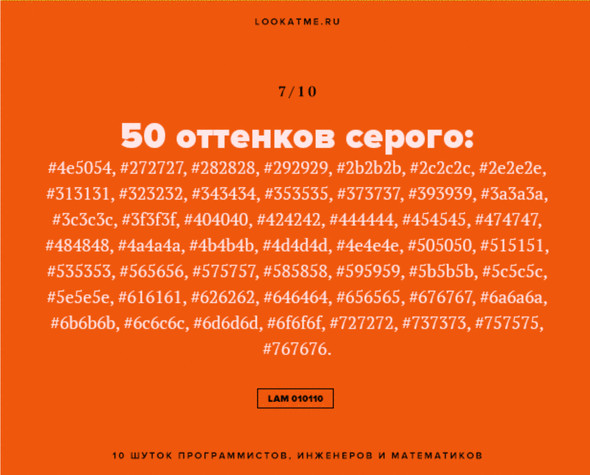 LOOKATME.RU
7/10
50 оттенков серого:
#4e5054, #272727, #282828, #292929, #2b2b2b, #2c2c2c, #2e2e2e,
#313131, #323232, #343434, #353535, #373737, #393939, #3a3a3a,
#3c3c3c, #3f3f3f, #404040, #424242, #444444, #454545, #474747,
#484848, #4a4a4a, #4b4b4b, #4d4d4d, #4e4e4e, #505050, #515151,
#535353, #565656, #575757, #585858, #595959, #5b5b5b, #5c5c5c,
#5e5e5e, #616161, #626262, #646464, #656565, #676767, #6a6a6a,
#6b6b6b, #6c6c6c, #6d6d6d, #6f6f6f, #727272, #737373, #757575,
#767676.
LAM 010110
10 ШУТОК ПРОГРАММИСТОВ, ИНЖЕНЕРОВ И МАТЕМАТИКОВ